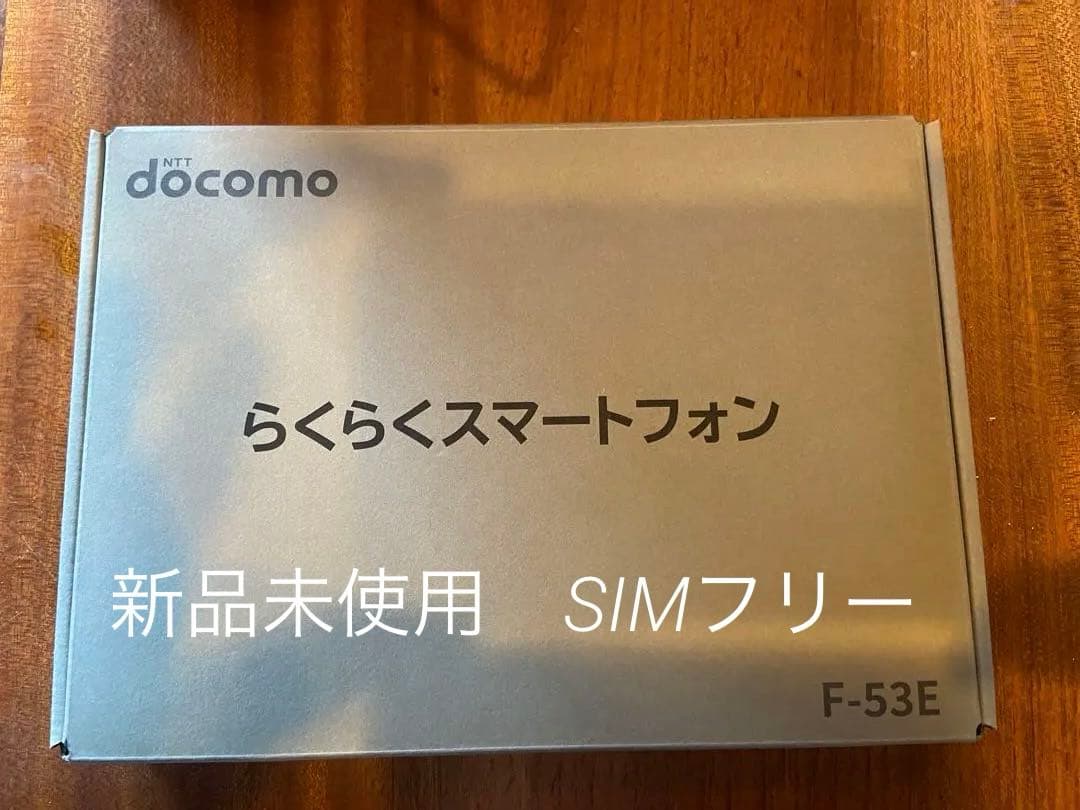 NTT
docomo
らくらくスマートフォン
新品未使用　SIMフリー
F-53E